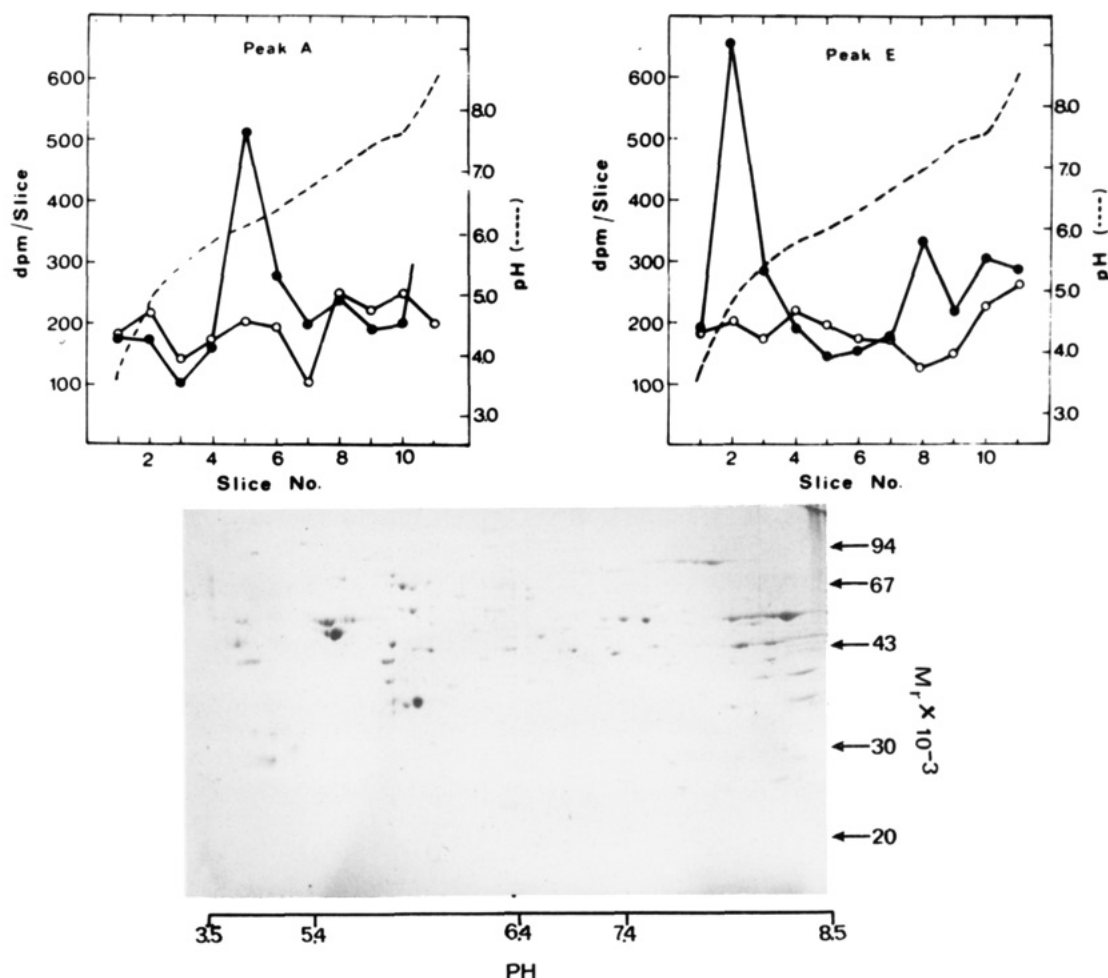 Peak A
600
500
400
300
200
100
dpm/Slice
8.0
7.0
6.0
5.0
4.0
3.0
pH (----)
2 4 6 8 10
Slice No.
Peak E
600
500
400
300
200
100
dpm/Slice
8.0
7.0
6.0
5.0
4.0
3.0
pH (----)
2 4 6 8 10
Slice No.
94
67
43
30
20
Mr X 10-3
3.5 5.4 6.4 7.4 8.5
PH